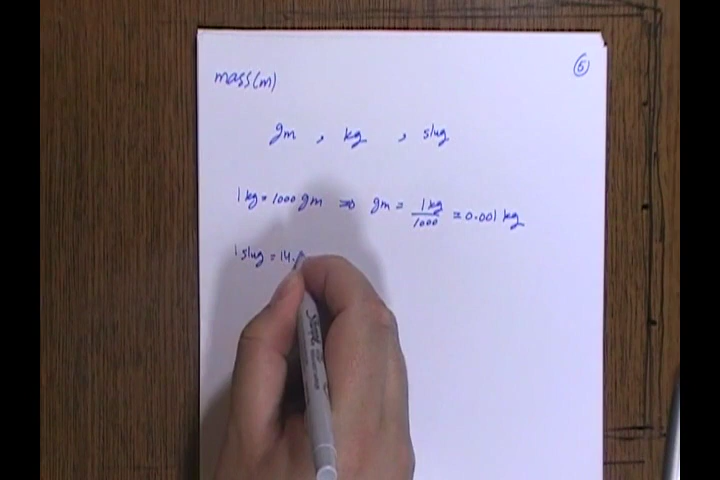 5
mass(m)
gm , kg , slug
1 kg = 1000 gm ⇒ gm = 1 kg / 1000 = 0.001 kg
1 slug = 14.
Sharpie